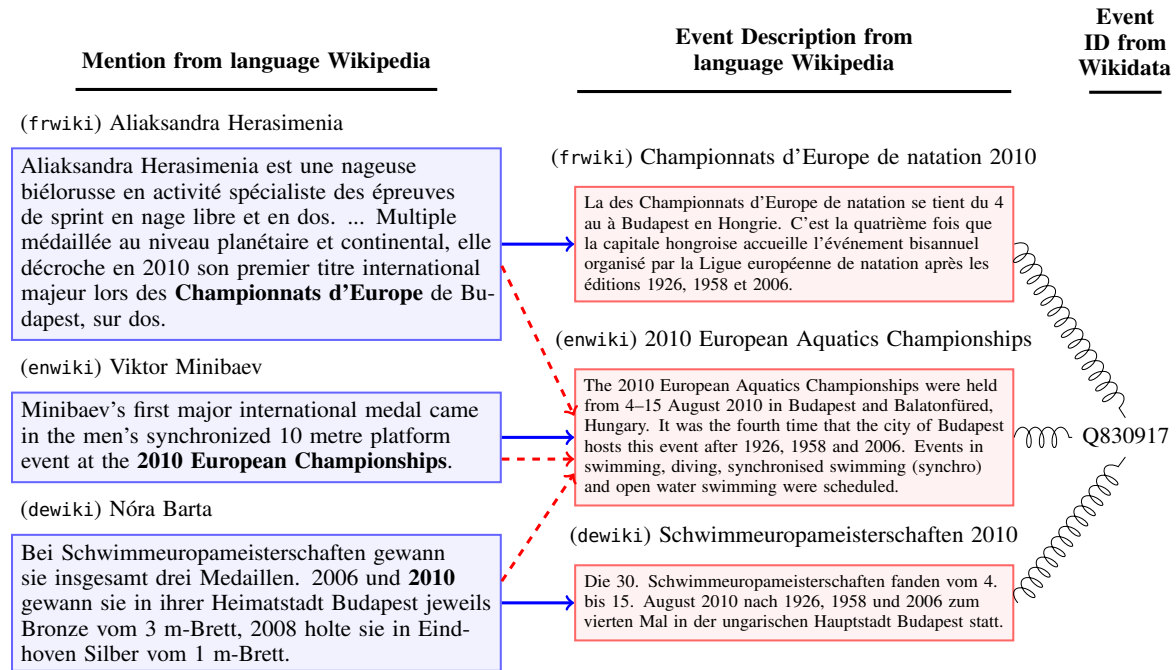 Mention from language Wikipedia
Event Description from
language Wikipedia
Event
ID from
Wikidata
(frwiki) Aliaksandra Herasimenia
Aliaksandra Herasimenia est une nageuse
biélorusse en activité spécialiste des épreuves
de sprint en nage libre et en dos. ... Multiple
médaillée au niveau planétaire et continental, elle
décroche en 2010 son premier titre international
majeur lors des Championnats d'Europe de Bu-
dapest, sur dos.
(enwiki) Viktor Minibaev
Minibaev's first major international medal came
in the men's synchronized 10 metre platform
event at the 2010 European Championships.
(dewiki) Nóra Barta
Bei Schwimmeuropameisterschaften gewann
sie insgesamt drei Medaillen. 2006 und 2010
gewann sie in ihrer Heimatstadt Budapest jeweils
Bronze vom 3 m-Brett, 2008 holte sie in Eind-
hoven Silber vom 1 m-Brett.
(frwiki) Championnats d'Europe de natation 2010
La des Championnats d'Europe de natation se tient du 4
au à Budapest en Hongrie. C'est la quatrième fois que
la capitale hongroise accueille l'événement bisannuel
organisé par la Ligue européenne de natation après les
éditions 1926, 1958 et 2006.
(enwiki) 2010 European Aquatics Championships
The 2010 European Aquatics Championships were held
from 4–15 August 2010 in Budapest and Balatonfüred,
Hungary. It was the fourth time that the city of Budapest
hosts this event after 1926, 1958 and 2006. Events in
swimming, diving, synchronised swimming (synchro)
and open water swimming were scheduled.
(dewiki) Schwimmeuropameisterschaften 2010
Die 30. Schwimmeuropameisterschaften fanden vom 4.
bis 15. August 2010 nach 1926, 1958 und 2006 zum
vierten Mal in der ungarischen Hauptstadt Budapest statt.
Q830917